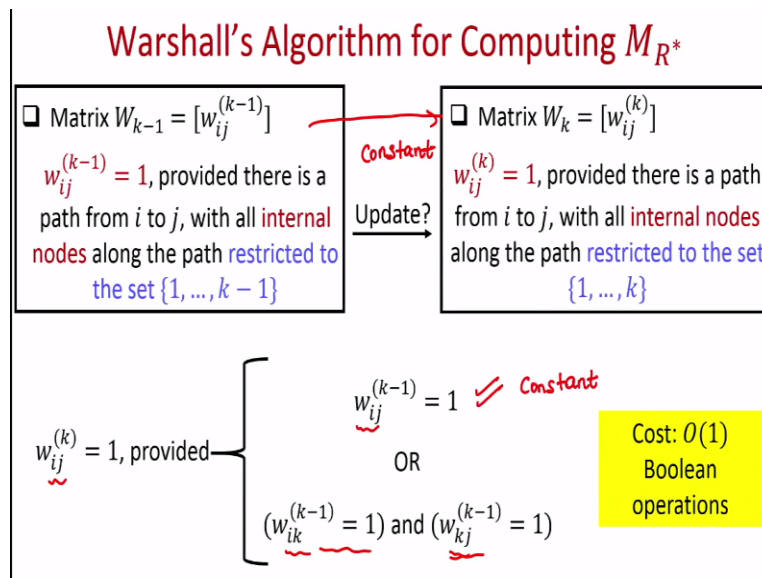 Warshall's Algorithm for Computing M_{R*}
❑ Matrix W_{k−1} = [w_{ij}^{(k−1)}]
w_{ij}^{(k−1)} = 1, provided there is a
path from i to j, with all internal
nodes along the path restricted to
the set {1, …, k − 1}
Constant
Update?
❑ Matrix W_k = [w_{ij}^{(k)}]
w_{ij}^{(k)} = 1, provided there is a path
from i to j, with all internal nodes
along the path restricted to the set
{1, …, k}
w_{ij}^{(k)} = 1, provided
w_{ij}^{(k−1)} = 1
Constant
OR
(w_{ik}^{(k−1)} = 1) and (w_{kj}^{(k−1)} = 1)
Cost: O(1)
Boolean
operations